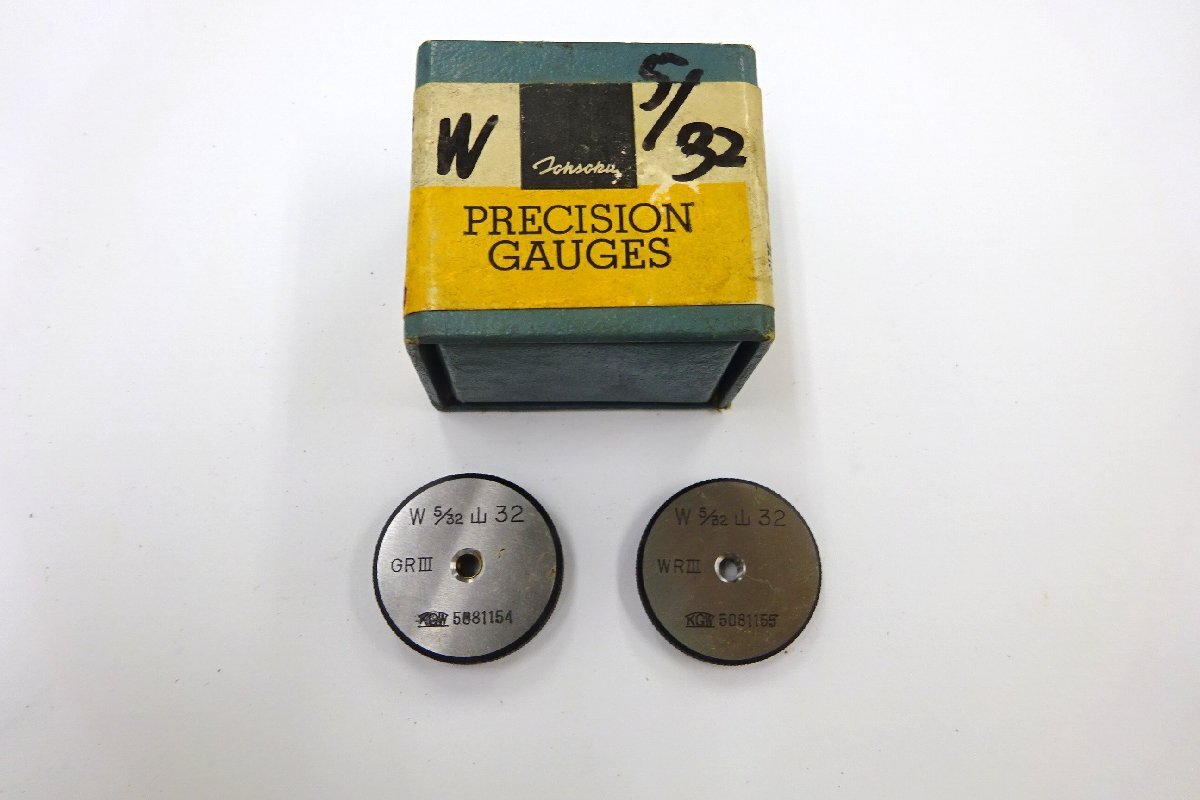 W 5/32
Tohsoku
PRECISION
GAUGES
W 5/32 山 32
GR III
KGW 5081154
W 5/32 山 32
WR III
KGW 5081155